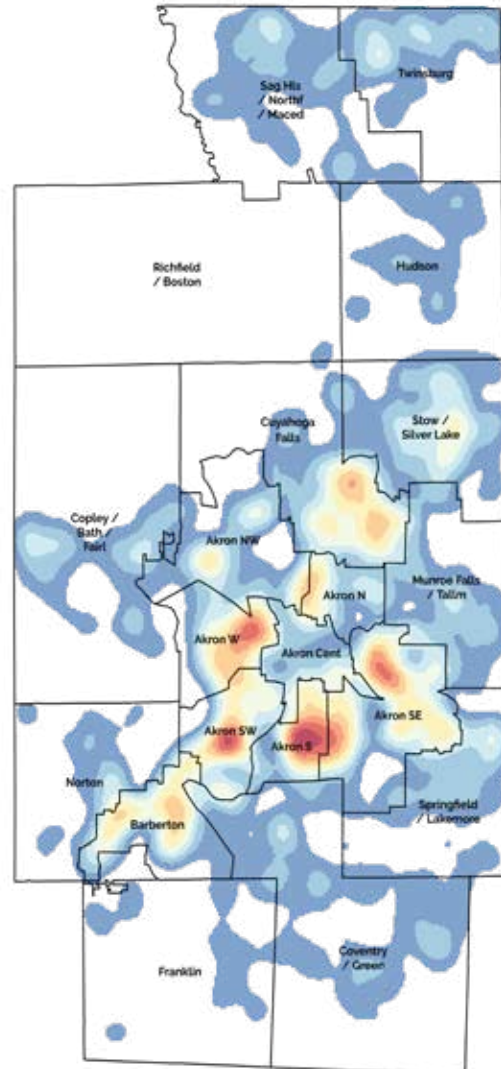 Sag Hls
/ Northf
/ Maced
Twinsburg
Richfield
/ Boston
Hudson
Cuyahoga
Falls
Stow /
Silver Lake
Copley /
Bath /
Fairl
Akron NW
Akron N
Munroe Falls
/ Tallm
Akron W
Akron Cent
Akron SW
Akron S
Akron SE
Norton
Barberton
Springfield
/ Lakemore
Franklin
Coventry
/ Green